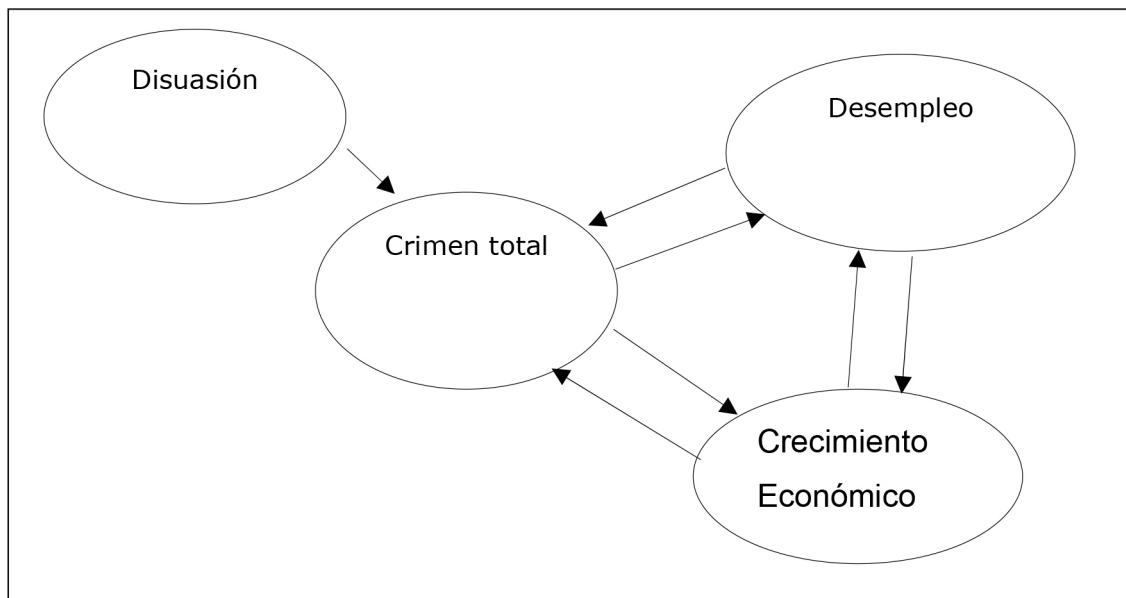 Disuasión
Desempleo
Crimen total
Crecimiento
Económico